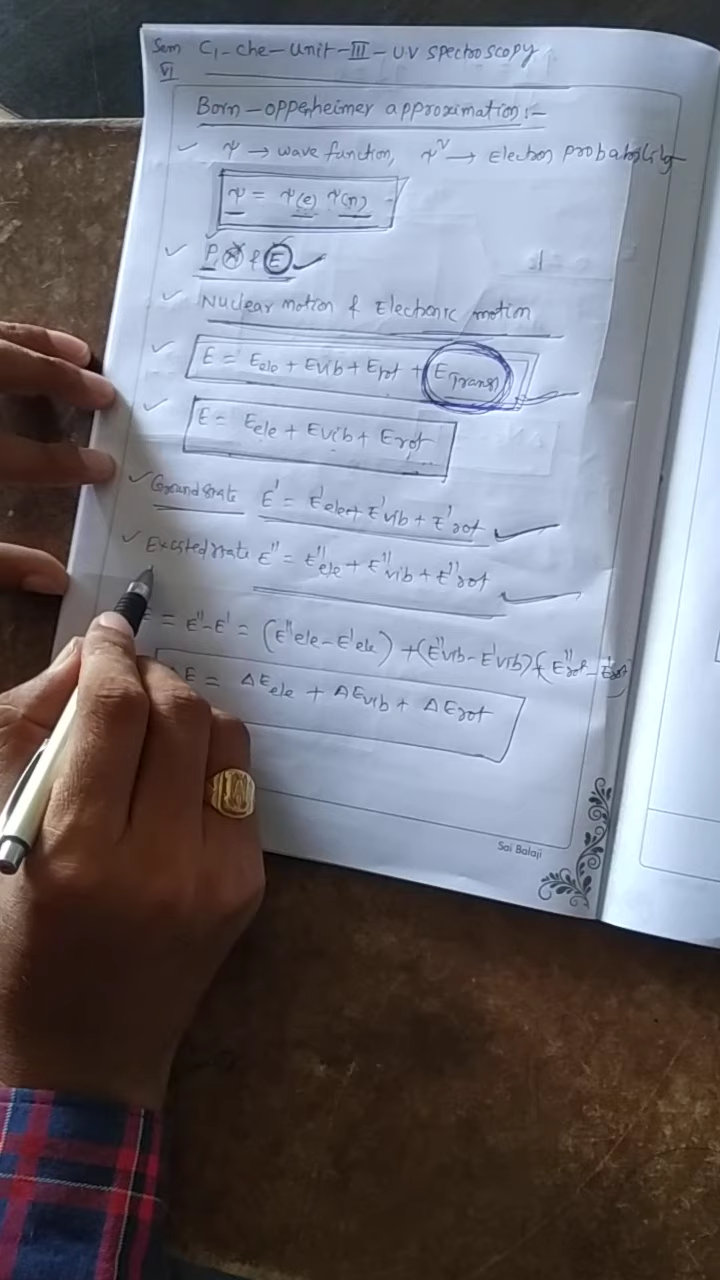 Sem C1 - che - Unit - III - UV spectroscopy
VI
Born - oppenheimer approximation :-
✓ ψ → wave function, ψ² → Electron probability
ψ = ψ(e) ψ(n)
✓ P, & E ✓
✓ Nuclear motion & Electronic motion
✓ E = Eele + Evib + Erot + ETrans
✓ E = Eele + Evib + Erot
✓ Ground state E' = E'ele + E'vib + E'rot
✓ Excited state E'' = E''ele + E''vib + E''rot
E = E'' - E' = (E''ele - E'ele) + (E''vib - E'vib) + (E''rot - E'rot)
ΔE = ΔEele + ΔEvib + ΔErot
Sai Balaji